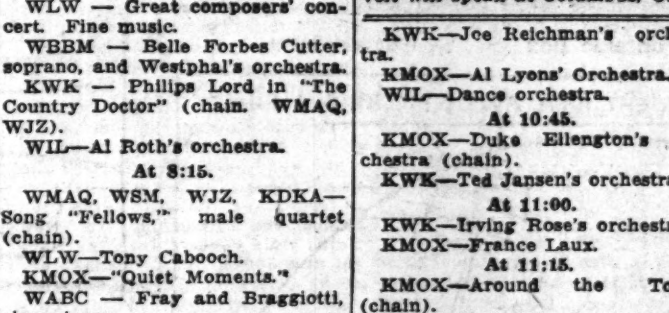 WLW — Great composers' con-
cert. Fine music.
WBBM — Belle Forbes Cutter,
soprano, and Westphal's orchestra.
KWK — Philips Lord in "The
Country Doctor" (chain. WMAQ,
WJZ).
WIL—Al Roth's orchestra.
At 8:15.
WMAQ, WSM, WJZ, KDKA—
Song "Fellows," male quartet
(chain).
WLW—Tony Cabooch.
KMOX—"Quiet Moments."
WABC — Fray and Braggiotti,
KWK—Joe Reichman's orch
tra.
KMOX—Al Lyons' Orchestra.
WIL—Dance orchestra.
At 10:45.
KMOX—Duke Ellington's
chestra (chain).
KWK—Ted Jansen's orchestra
At 11:00.
KWK—Irving Rose's orchest
KMOX—France Laux.
At 11:15.
KMOX—Around the To
(chain).